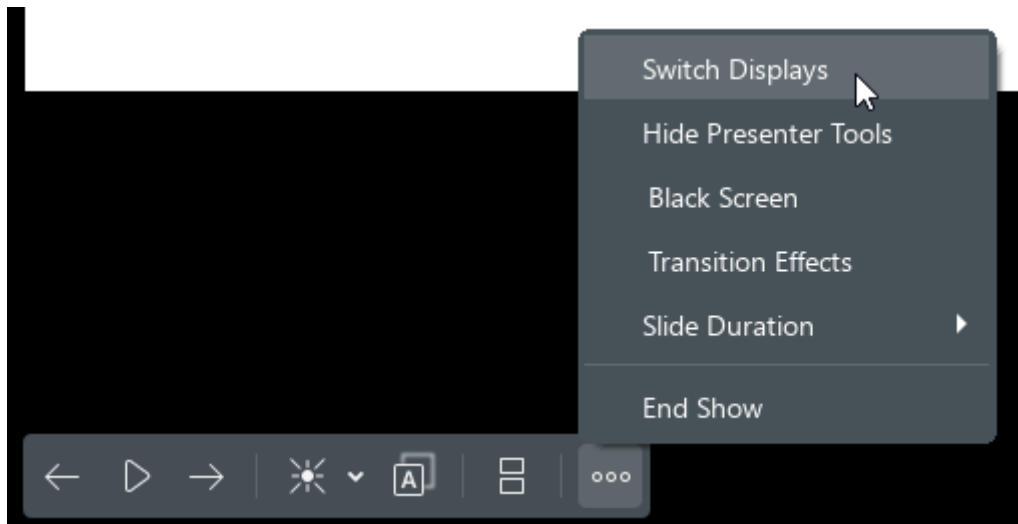 Switch Displays
Hide Presenter Tools
Black Screen
Transition Effects
Slide Duration
End Show
A